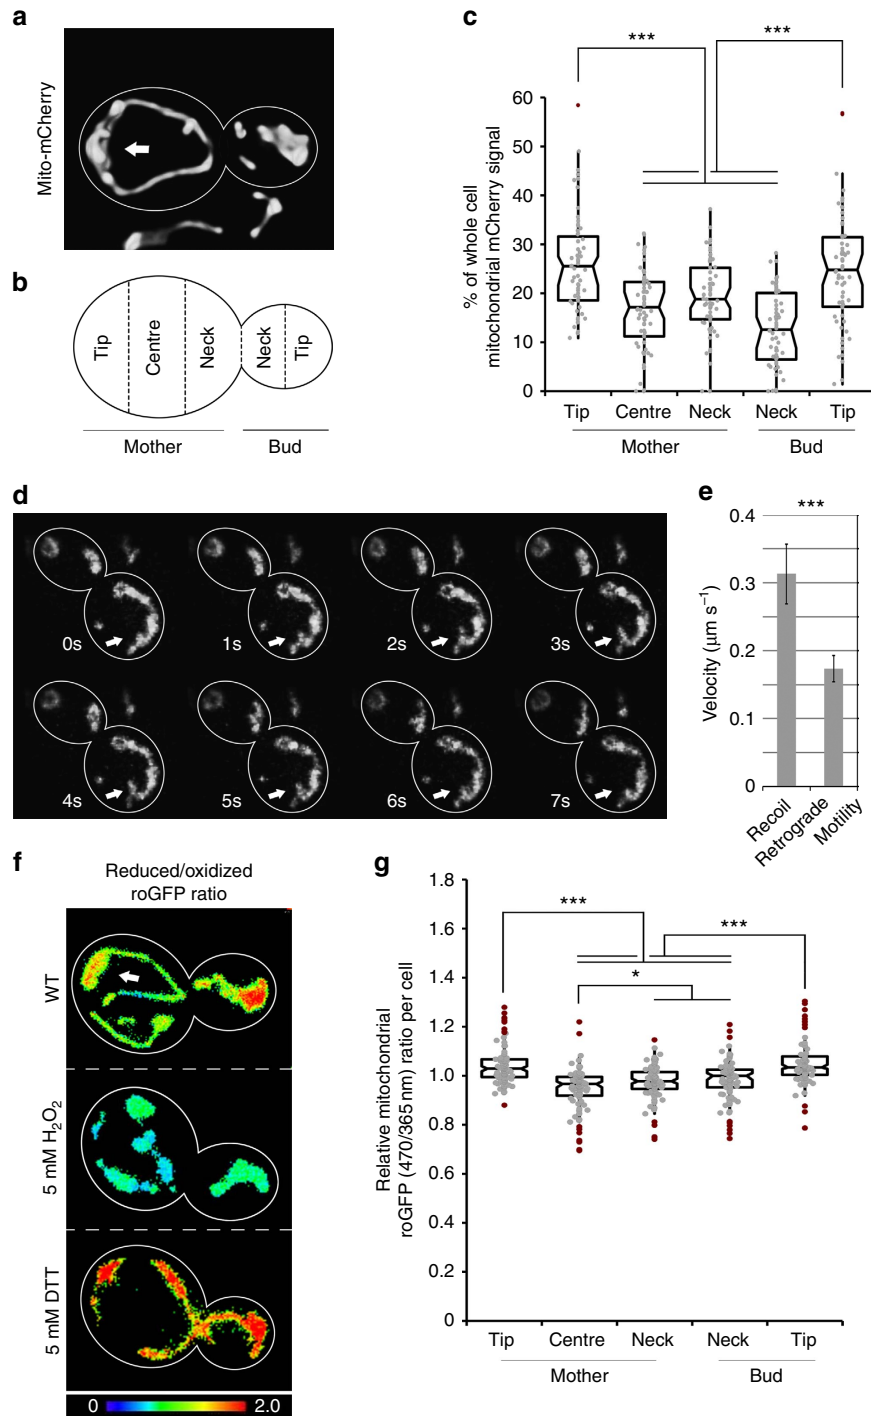 a
Mito-mCherry
b
Tip
Centre
Neck
Neck
Tip
Mother
Bud
c
***
***
% of whole cell
mitochondrial mCherry signal
60
50
40
30
20
10
0
Tip
Centre
Neck
Neck
Tip
Mother
Bud
d
0s
1s
2s
3s
4s
5s
6s
7s
e
***
Velocity (μm s⁻¹)
0.4
0.3
0.2
0.1
0
Recoil
Retrograde
Motility
f
Reduced/oxidized
roGFP ratio
WT
5 mM H₂O₂
5 mM DTT
0
2.0
g
***
***
*
Relative mitochondrial
roGFP (470/365 nm) ratio per cell
1.8
1.6
1.4
1.2
1.0
0.8
0.6
0.4
0.2
0
Tip
Centre
Neck
Neck
Tip
Mother
Bud